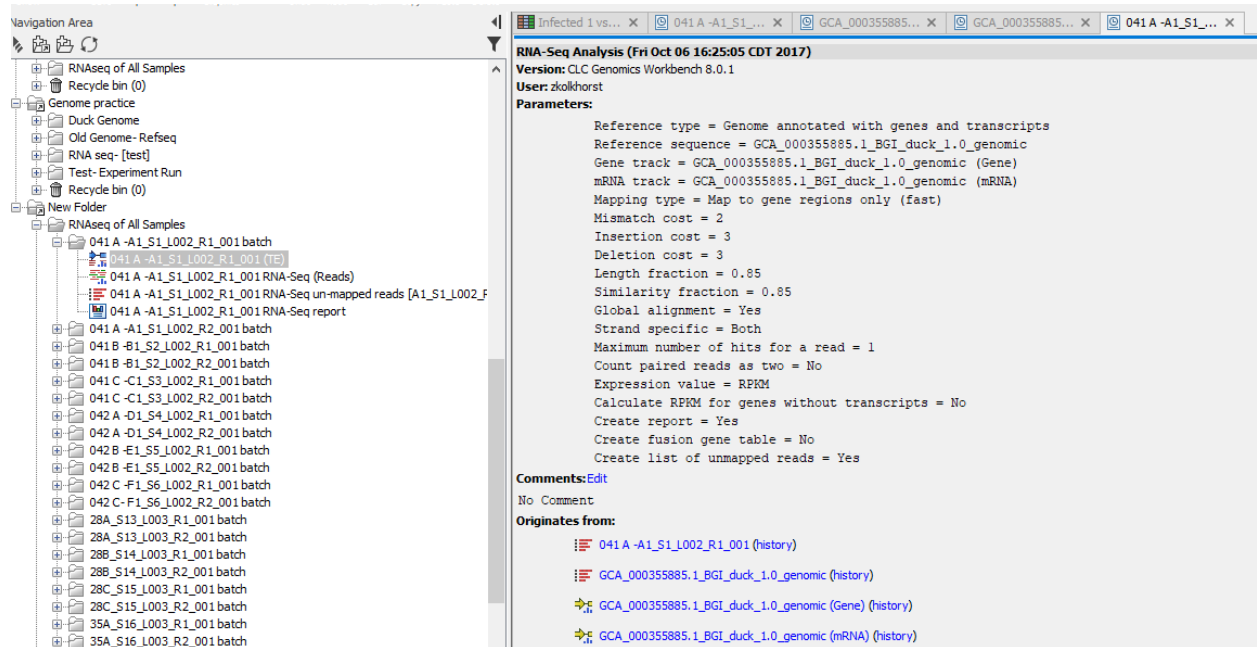 Navigation Area
RNAseq of All Samples
Recycle bin (0)
Genome practice
Duck Genome
Old Genome- Refseq
RNA seq- [test]
Test- Experiment Run
Recycle bin (0)
New Folder
RNAseq of All Samples
041 A -A1_S1_L002_R1_001 batch
041 A -A1_S1_L002_R1_001 (TE)
041 A -A1_S1_L002_R1_001 RNA-Seq (Reads)
041 A -A1_S1_L002_R1_001 RNA-Seq un-mapped reads [A1_S1_L002_F
041 A -A1_S1_L002_R1_001 RNA-Seq report
041 A -A1_S1_L002_R2_001 batch
041 B -B1_S2_L002_R1_001 batch
041 B -B1_S2_L002_R2_001 batch
041 C -C1_S3_L002_R1_001 batch
041 C -C1_S3_L002_R2_001 batch
042 A -D1_S4_L002_R1_001 batch
042 A -D1_S4_L002_R2_001 batch
042 B -E1_S5_L002_R1_001 batch
042 B -E1_S5_L002_R2_001 batch
042 C -F1_S6_L002_R1_001 batch
042 C- F1_S6_L002_R2_001 batch
28A_S13_L003_R1_001 batch
28A_S13_L003_R2_001 batch
28B_S14_L003_R1_001 batch
28B_S14_L003_R2_001 batch
28C_S15_L003_R1_001 batch
28C_S15_L003_R2_001 batch
35A_S16_L003_R1_001 batch
35A_S16_L003_R2_001 batch
Infected 1 vs... 041 A -A1_S1_... GCA_000355885... GCA_000355885... 041 A -A1_S1_...
RNA-Seq Analysis (Fri Oct 06 16:25:05 CDT 2017)
Version: CLC Genomics Workbench 8.0.1
User: zkolkhorst
Parameters:
Reference type = Genome annotated with genes and transcripts
Reference sequence = GCA_000355885.1_BGI_duck_1.0_genomic
Gene track = GCA_000355885.1_BGI_duck_1.0_genomic (Gene)
mRNA track = GCA_000355885.1_BGI_duck_1.0_genomic (mRNA)
Mapping type = Map to gene regions only (fast)
Mismatch cost = 2
Insertion cost = 3
Deletion cost = 3
Length fraction = 0.85
Similarity fraction = 0.85
Global alignment = Yes
Strand specific = Both
Maximum number of hits for a read = 1
Count paired reads as two = No
Expression value = RPKM
Calculate RPKM for genes without transcripts = No
Create report = Yes
Create fusion gene table = No
Create list of unmapped reads = Yes
Comments: Edit
No Comment
Originates from:
041 A -A1_S1_L002_R1_001 (history)
GCA_000355885.1_BGI_duck_1.0_genomic (history)
GCA_000355885.1_BGI_duck_1.0_genomic (Gene) (history)
GCA_000355885.1_BGI_duck_1.0_genomic (mRNA) (history)